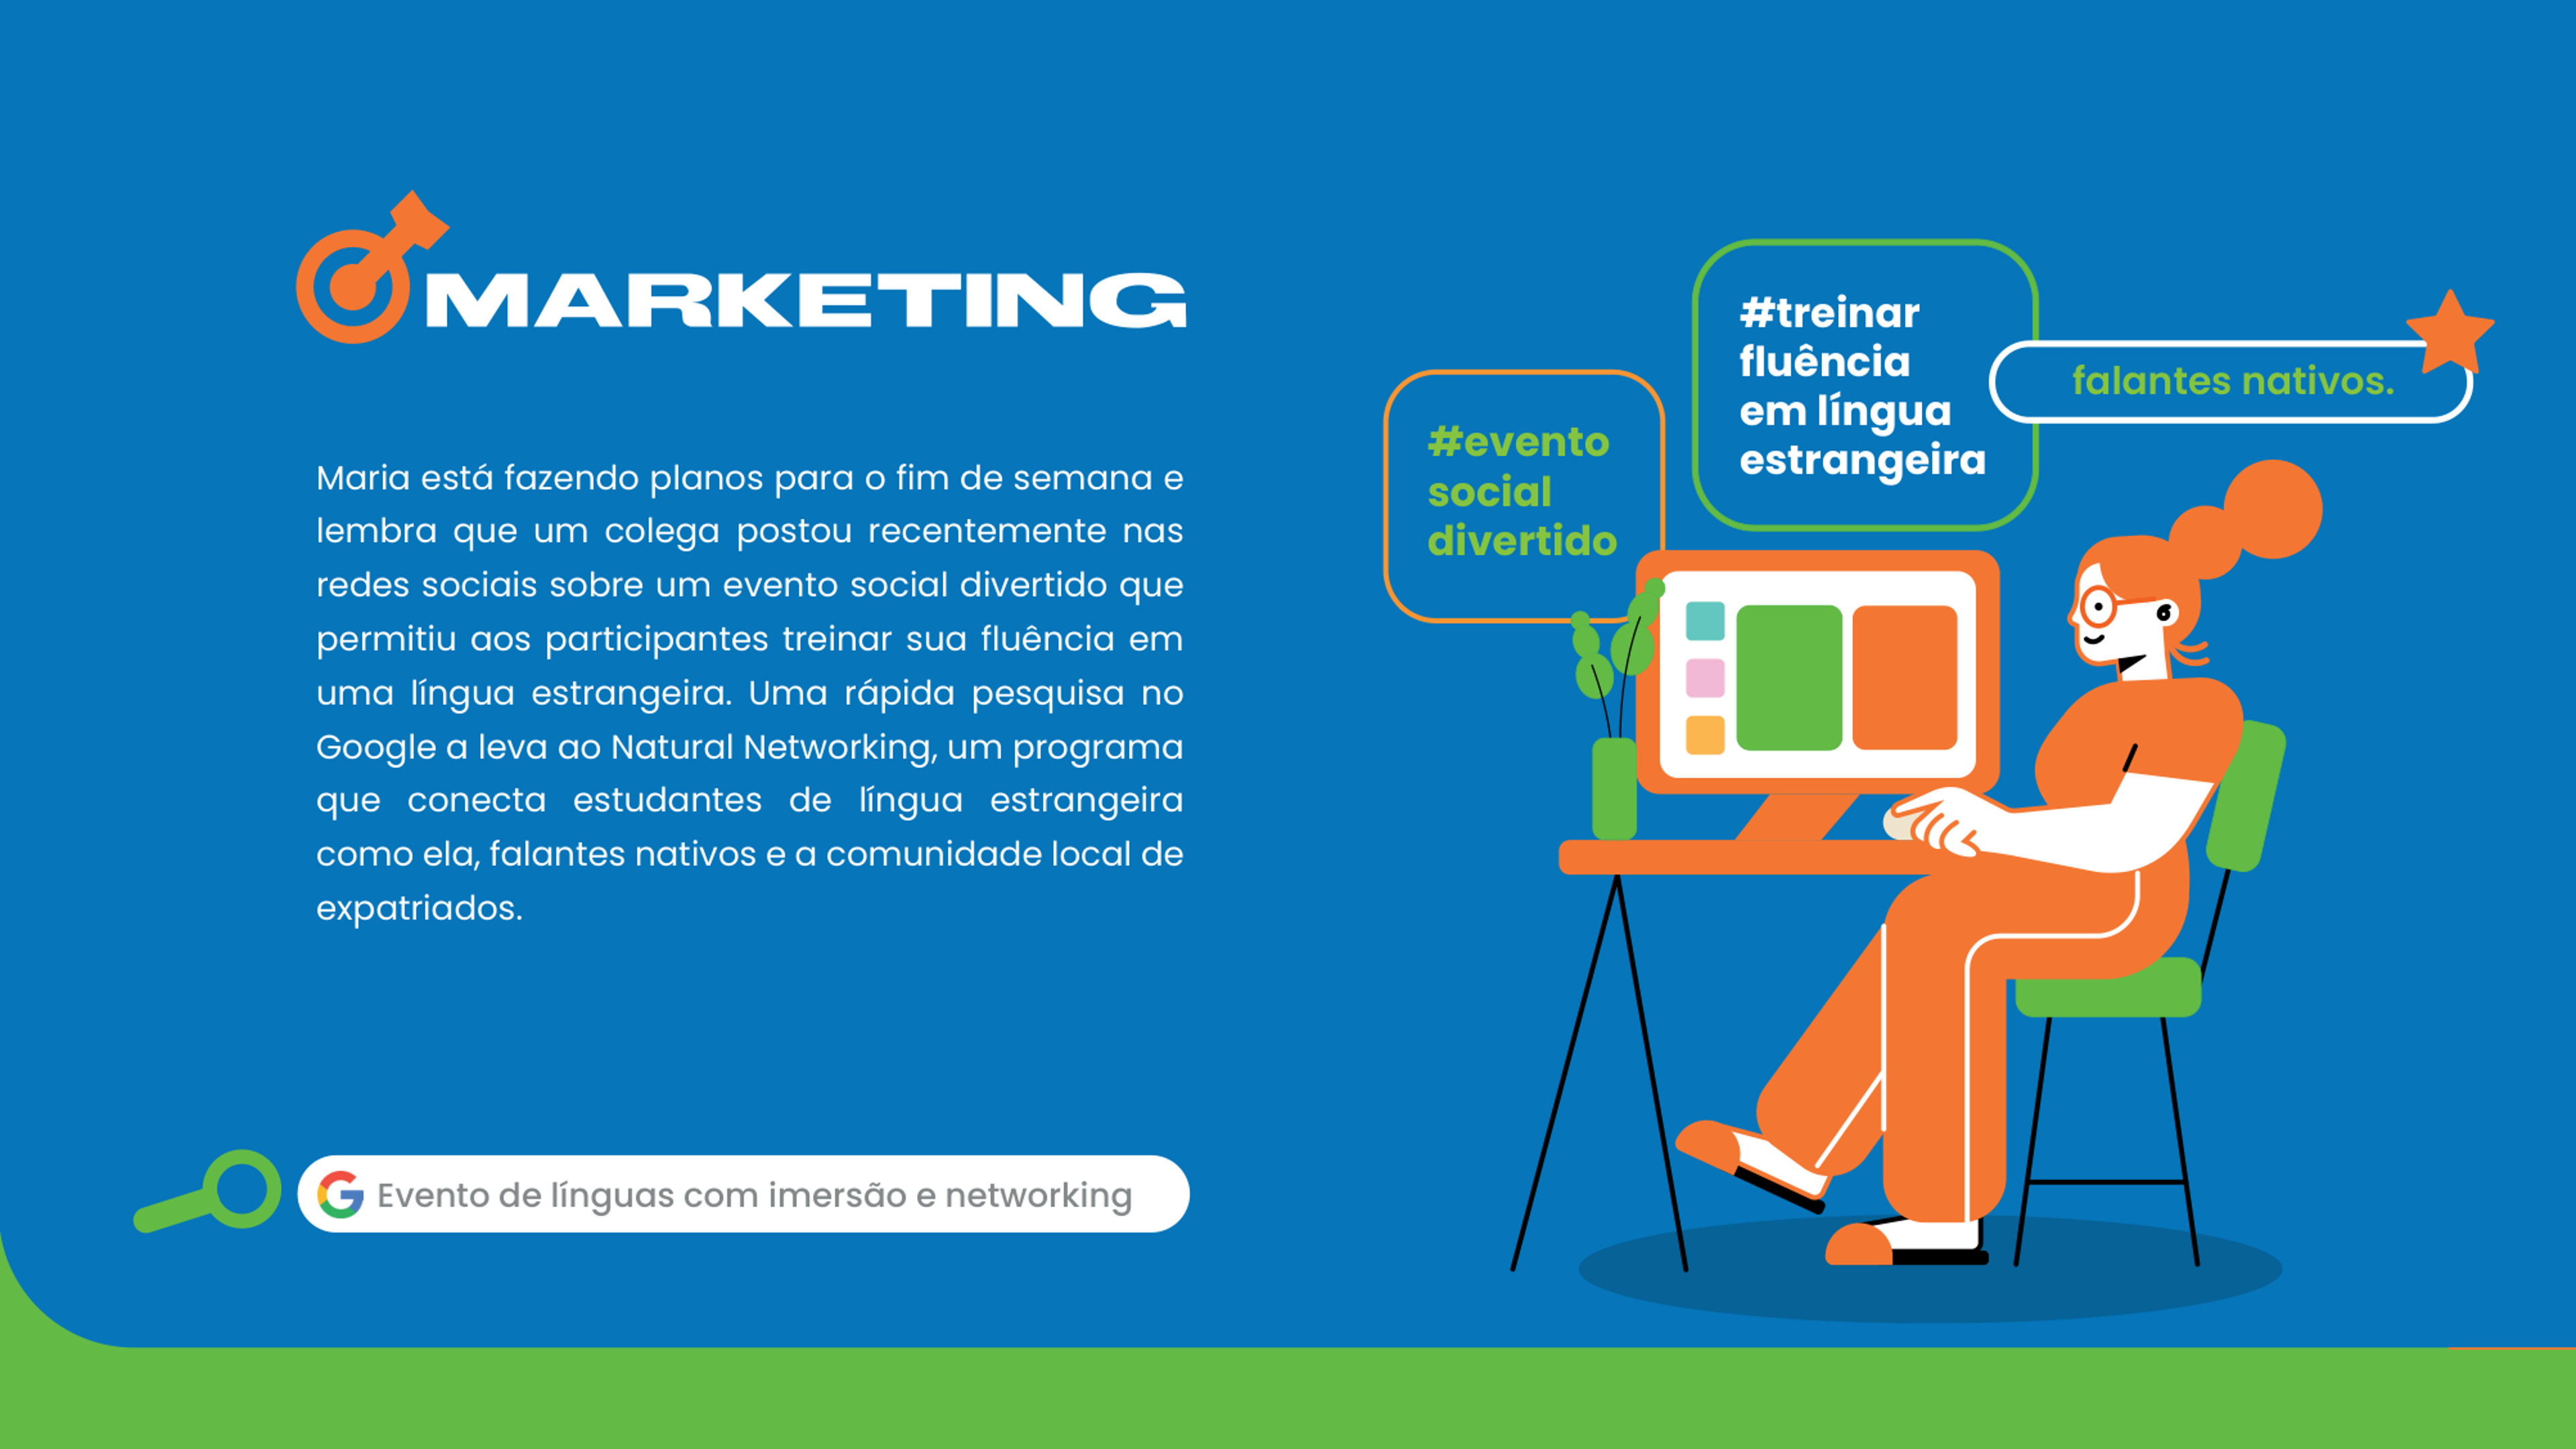 MARKETING
Maria está fazendo planos para o fim de semana e
lembra que um colega postou recentemente nas
redes sociais sobre um evento social divertido que
permitiu aos participantes treinar sua fluência em
uma língua estrangeira. Uma rápida pesquisa no
Google a leva ao Natural Networking, um programa
que conecta estudantes de língua estrangeira
como ela, falantes nativos e a comunidade local de
expatriados.
Evento de línguas com imersão e networking
#evento
social
divertido
#treinar
fluência
em língua
estrangeira
falantes nativos.